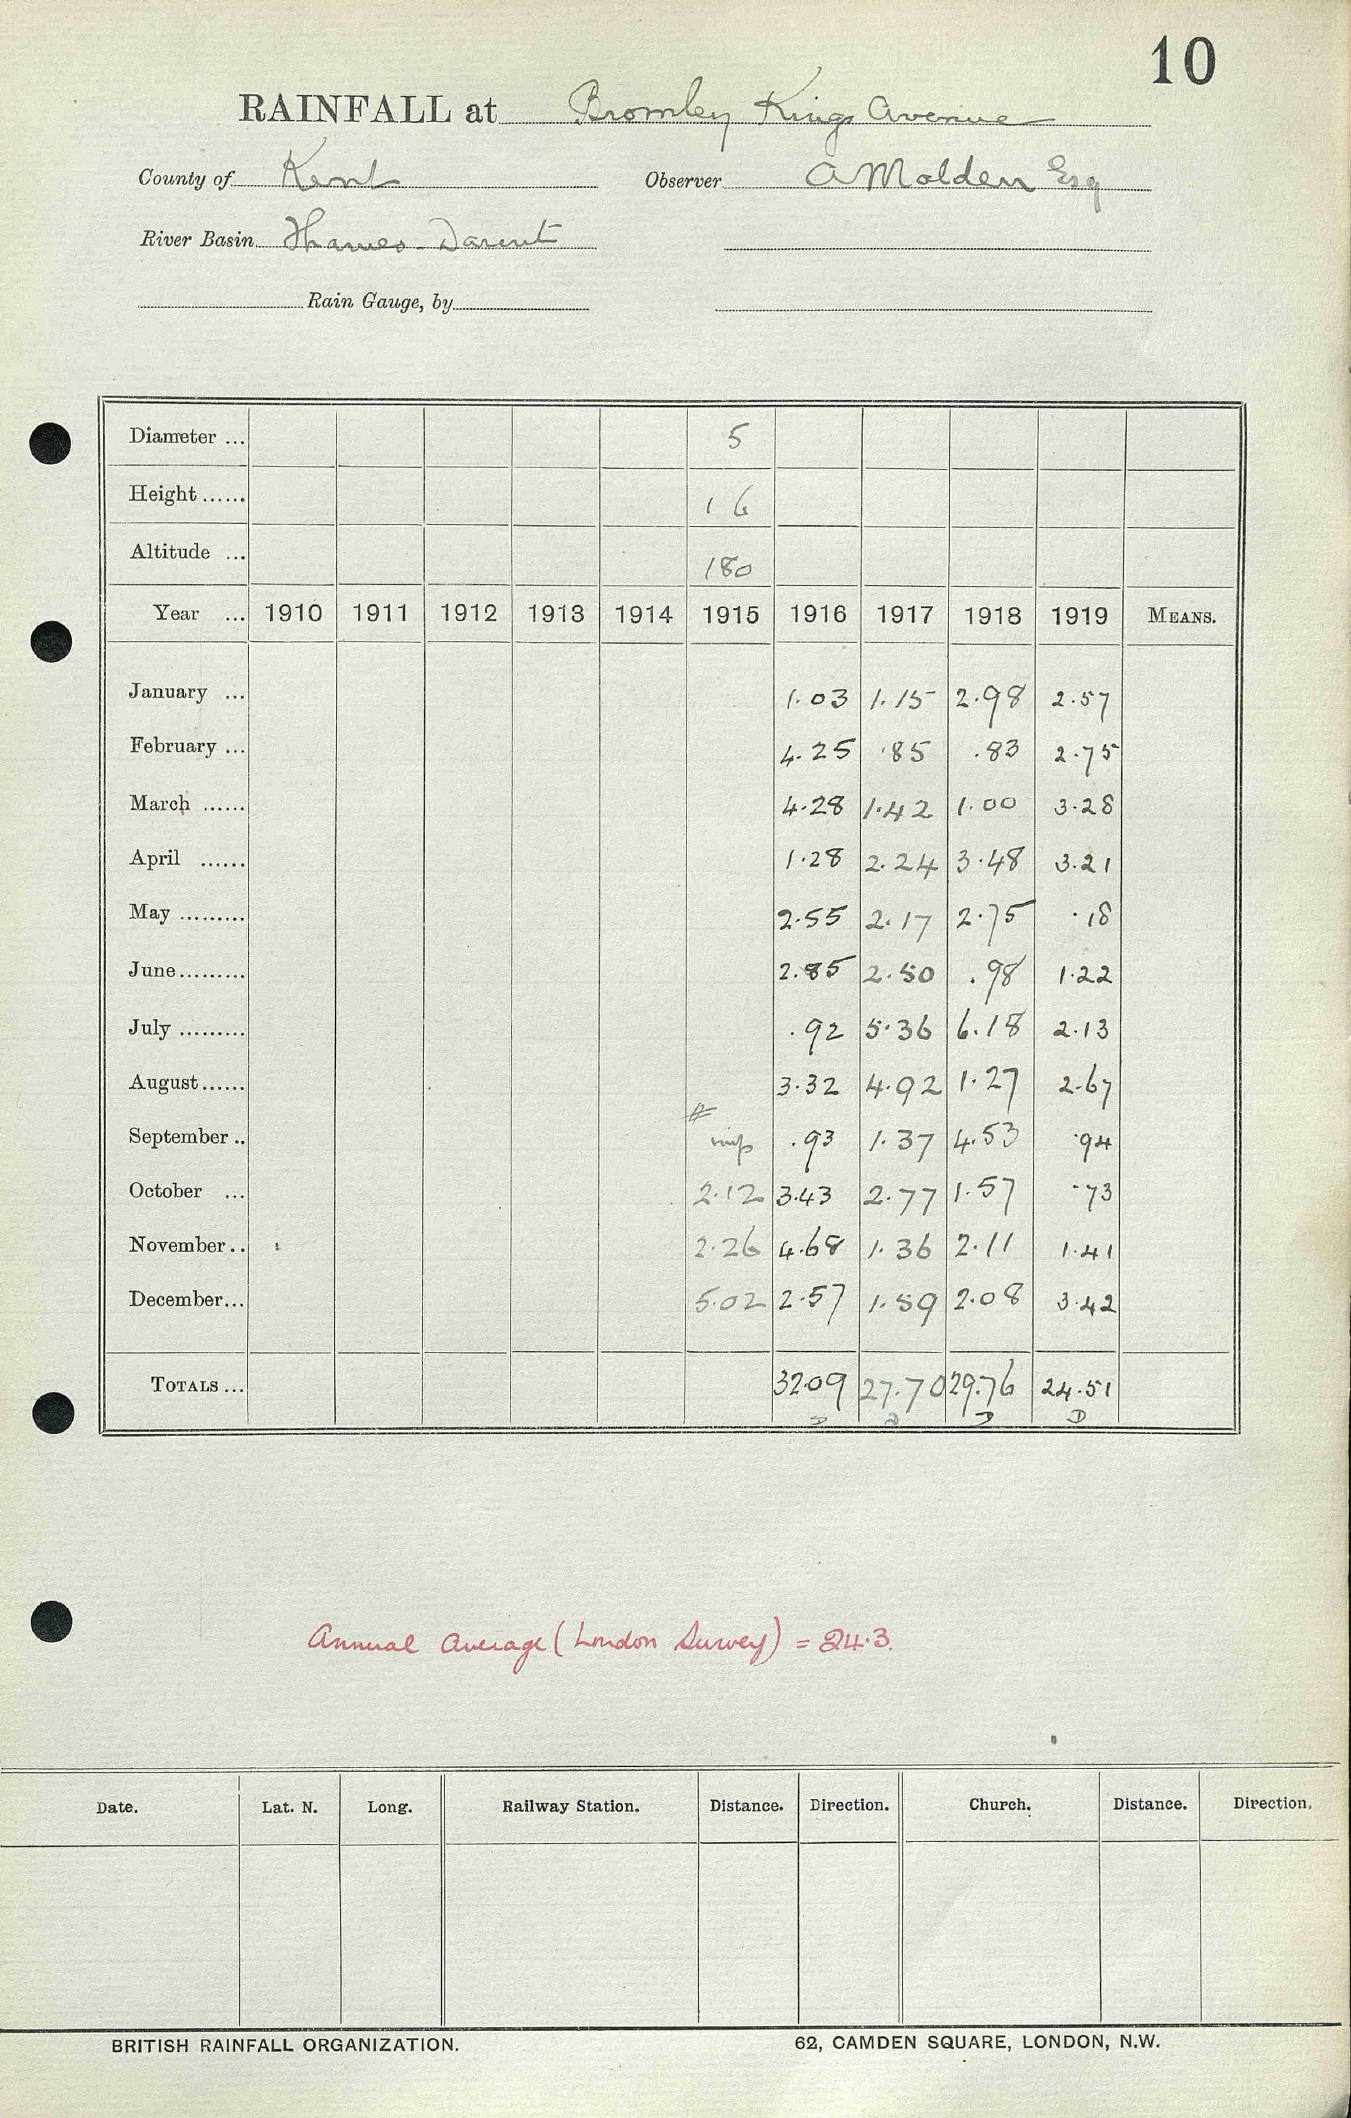 10
RAINFALL at Bromley Kings Avenue
County of Kent Observer A Molden Esq
River Basin Thames - Darent
Rain Gauge, by
Diameter ... 5
Height ...... 1 6
Altitude ... 180
Year ... 1910 1911 1912 1913 1914 1915 1916 1917 1918 1919 MEANS.
January ... 1.03 1.15 2.98 2.57
February ... 4.25 .85 .83 2.75
March ...... 4.28 1.42 1.00 3.28
April ...... 1.28 2.24 3.48 3.21
May ......... 2.55 2.17 2.75 .18
June......... 2.85 2.50 .98 1.22
July ......... .92 5.36 6.18 2.13
August...... 3.32 4.92 1.27 2.67
September .. .93 1.37 4.53 .94
October ... 2.12 3.43 2.77 1.57 .73
November.. 2.26 4.68 1.36 2.11 1.41
December... 5.02 2.57 1.59 2.08 3.42
TOTALS ... 32.09 27.70 29.76 24.51
D D D D
Annual Average (London Survey) = 24.3.
Date. Lat. N. Long. Railway Station. Distance. Direction. Church. Distance. Direction.
BRITISH RAINFALL ORGANIZATION. 62, CAMDEN SQUARE, LONDON, N.W.